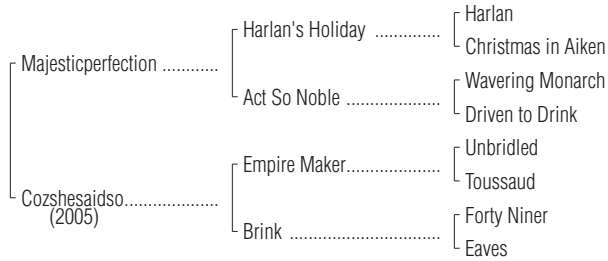 Harlan
Harlan's Holiday ..............
Christmas in Aiken
Majesticperfection ............
Wavering Monarch
Act So Noble ....................
Driven to Drink
Unbridled
Empire Maker....................
Toussaud
Cozshesaidso....................
(2005)
Forty Niner
Brink ................................
Eaves